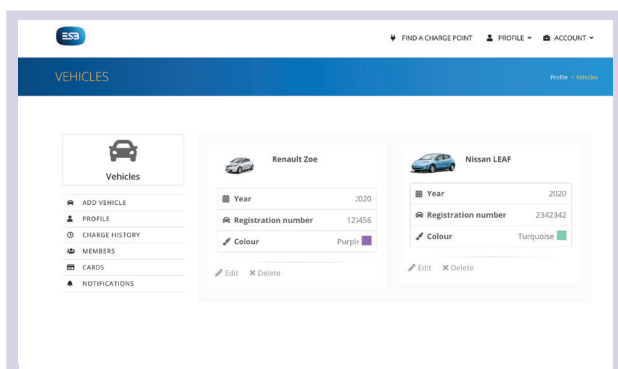 ESB
FIND A CHARGE POINT PROFILE ACCOUNT
VEHICLES
Profile Vehicles
Vehicles
ADD VEHICLE
PROFILE
CHARGE HISTORY
MEMBERS
CARDS
NOTIFICATIONS
Renault Zoe
Year 2020
Registration number 123456
Colour Purple
Edit Delete
Nissan LEAF
Year 2020
Registration number 2342342
Colour Turquoise
Edit Delete